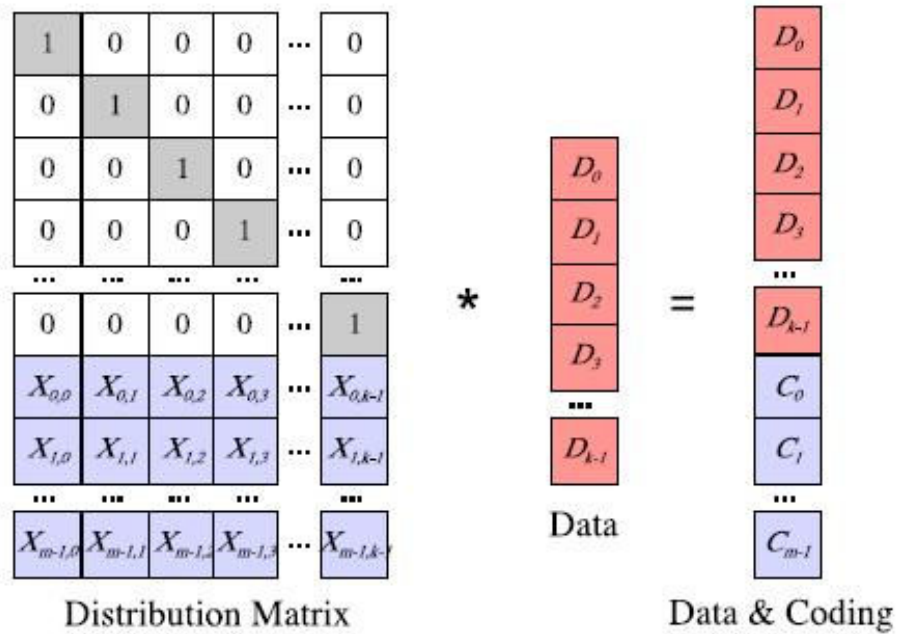 1 0 0 0 ... 0 D₀
0 1 0 0 ... 0 D₁
0 0 1 0 ... 0 D₀ D₂
0 0 0 1 ... 0 D₁ D₃
... ... ... ... ... D₂ ...
0 0 0 0 ... 1 * D₃ = Dₖ₋₁
X₀,₀ X₀,₁ X₀,₂ X₀,₃ ... X₀,ₖ₋₁ ... C₀
X₁,₀ X₁,₁ X₁,₂ X₁,₃ ... X₁,ₖ₋₁ Dₖ₋₁ C₁
... ... ... ... ... ...
Xₘ₋₁,₀ Xₘ₋₁,₁ Xₘ₋₁,₂ Xₘ₋₁,₃ ... Xₘ₋₁,ₖ₋₁ Data Cₘ₋₁
Distribution Matrix Data & Coding